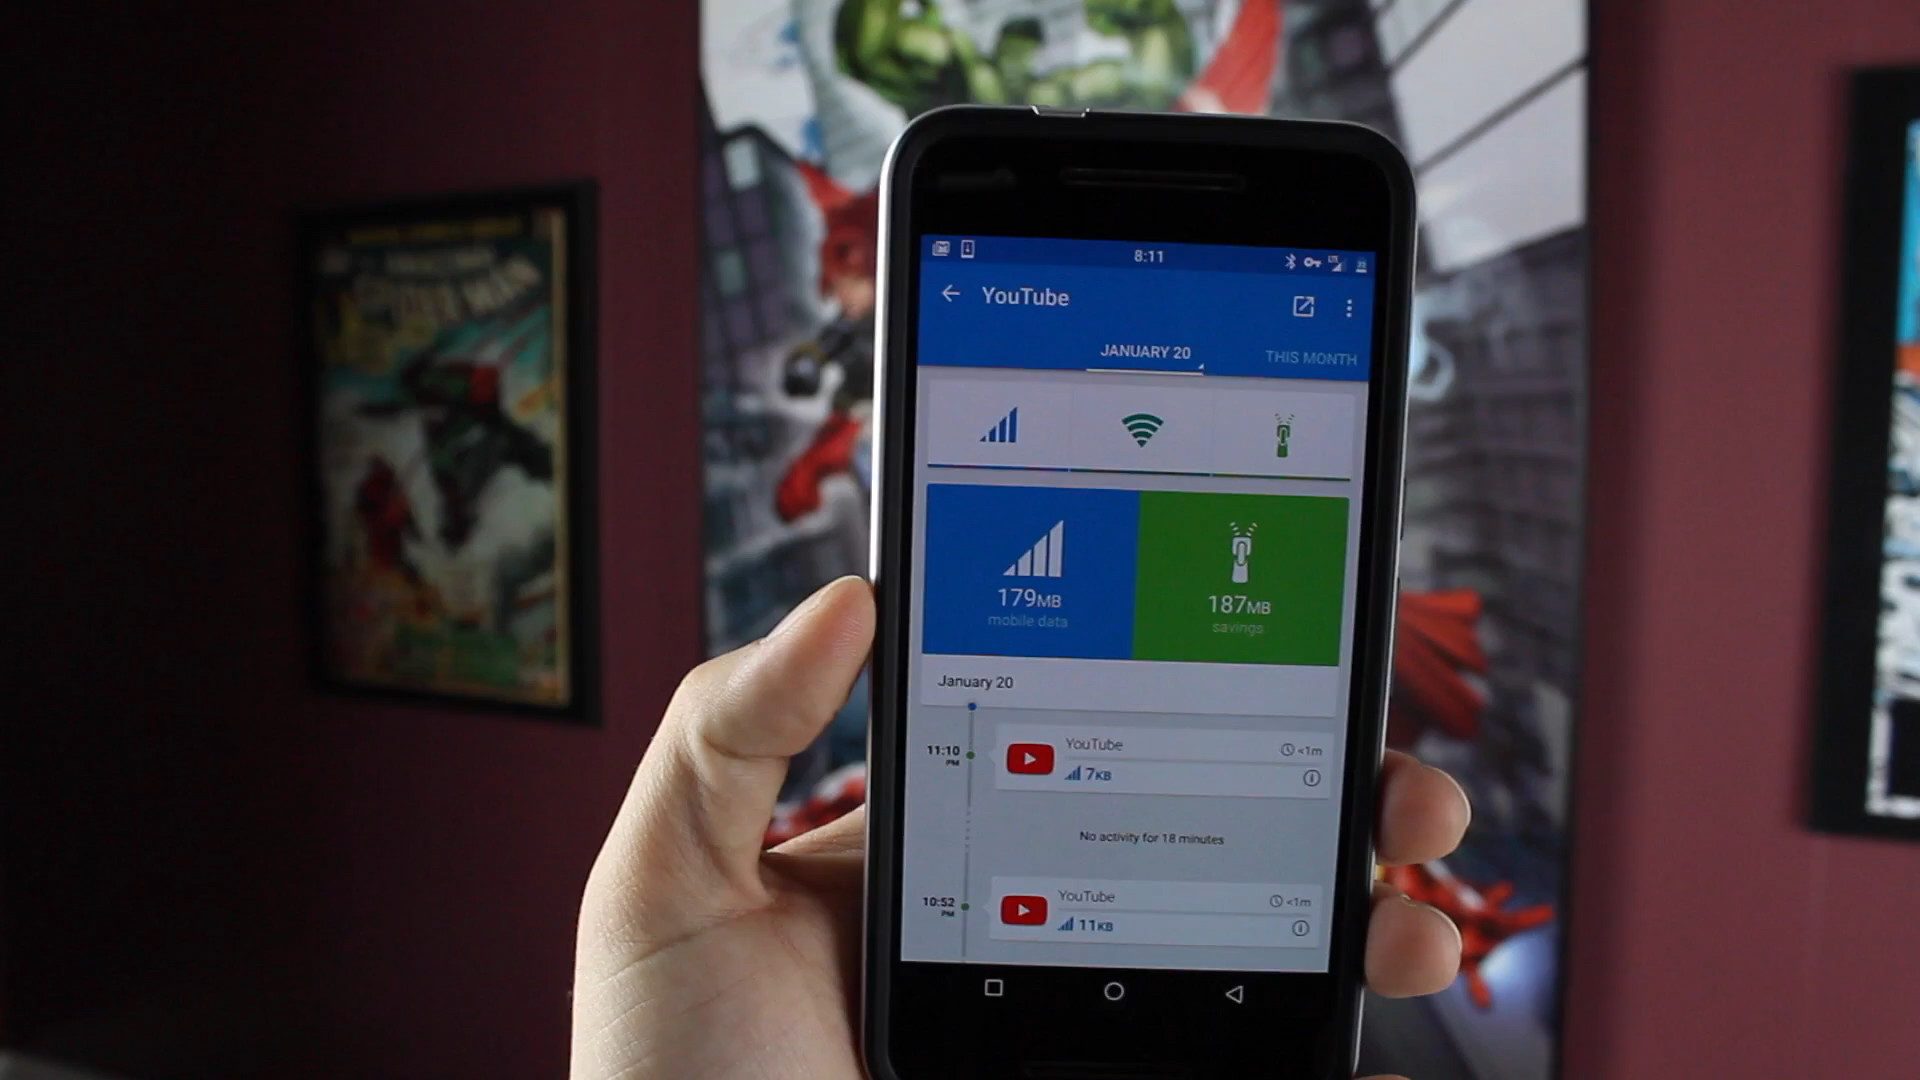 8:11
LTE
YouTube
JANUARY 20
THIS MONTH
179MB
mobile data
187MB
savings
January 20
11:10
PM
YouTube
<1m
7KB
No activity for 18 minutes
10:52
PM
YouTube
<1m
11KB